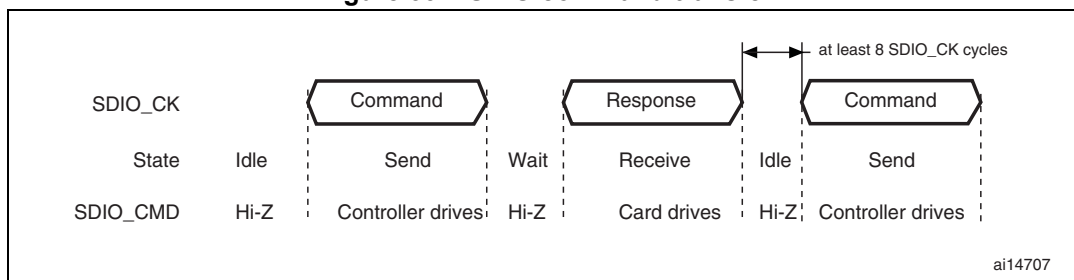 at least 8 SDIO_CK cycles
SDIO_CK Command Response Command
State Idle Send Wait Receive Idle Send
SDIO_CMD Hi-Z Controller drives Hi-Z Card drives Hi-Z Controller drives
ai14707